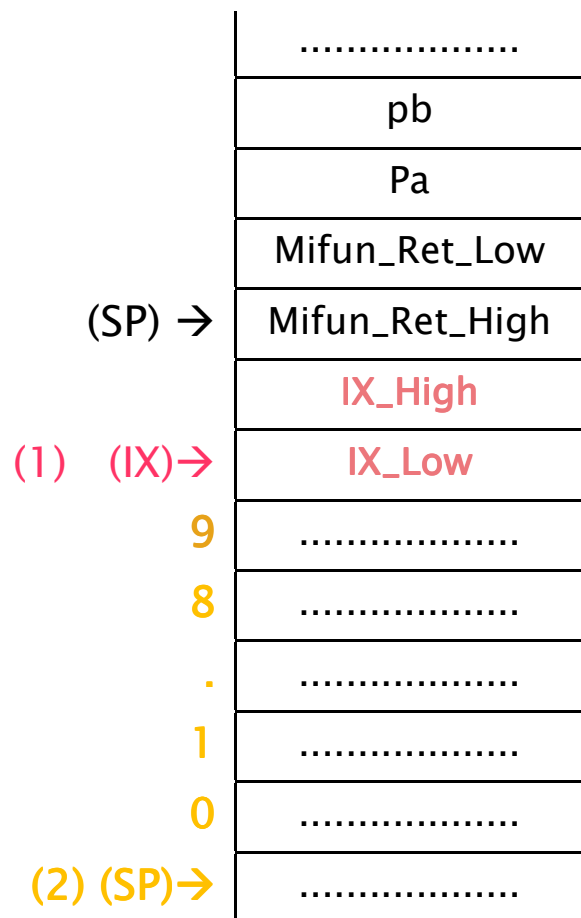 ...................
pb
Pa
Mifun_Ret_Low
(SP) → Mifun_Ret_High
IX_High
(1) (IX)→ IX_Low
9 ...................
8 ...................
. ...................
1 ...................
0 ...................
(2) (SP)→ ...................